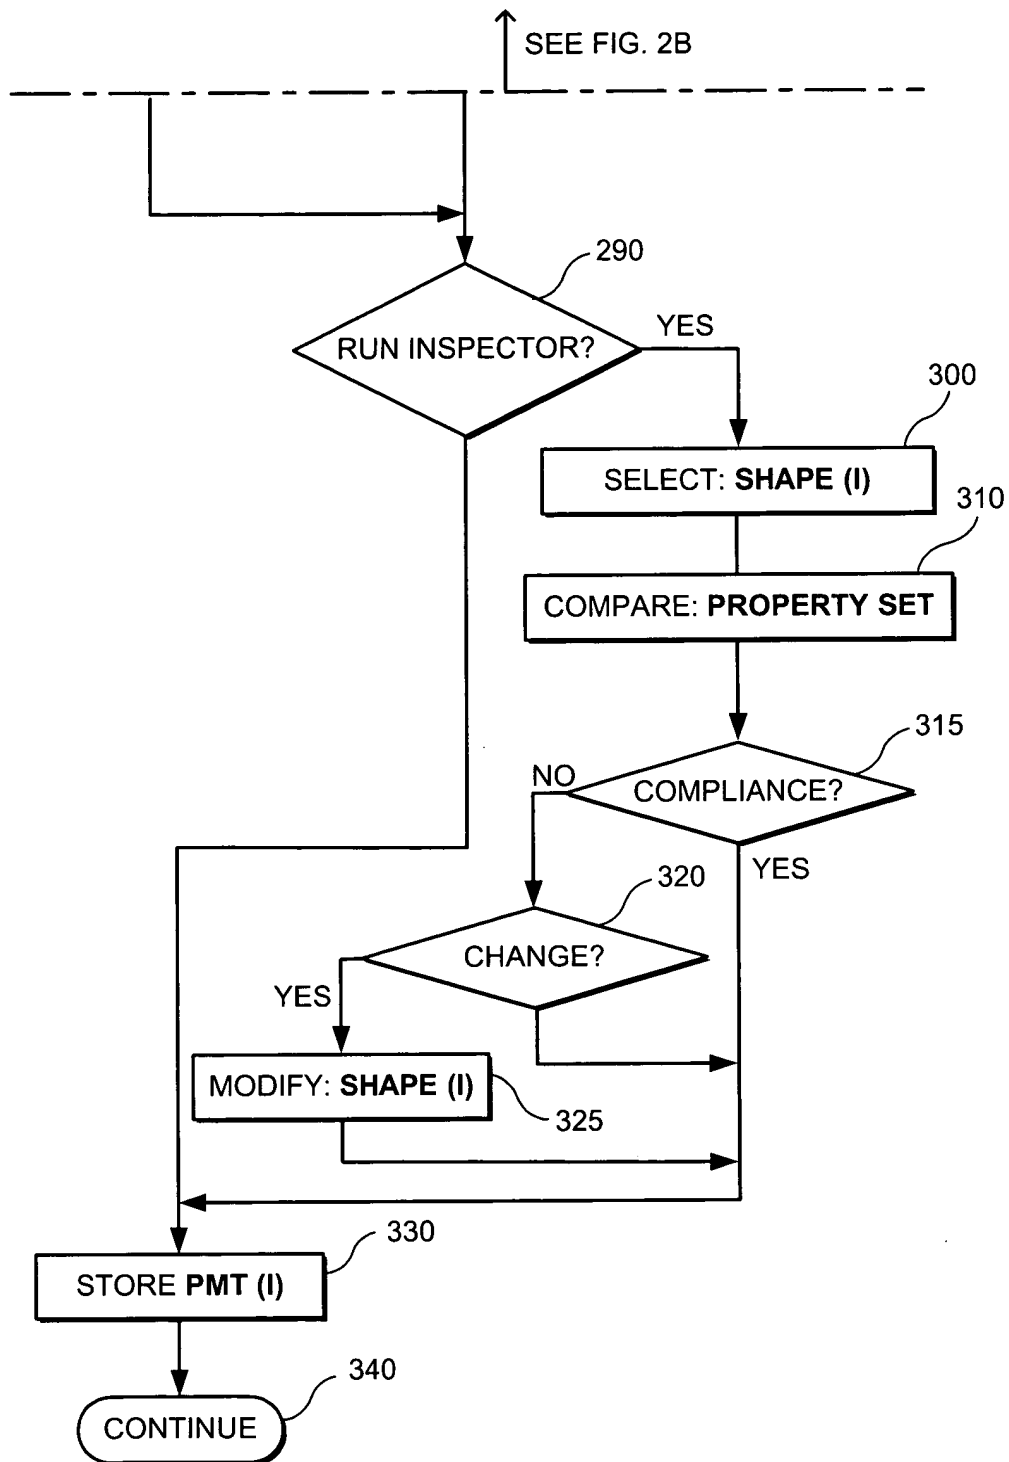 SEE FIG. 2B
290
RUN INSPECTOR?
YES
300
SELECT: SHAPE (I)
310
COMPARE: PROPERTY SET
315
NO
COMPLIANCE?
YES
320
CHANGE?
YES
MODIFY: SHAPE (I)
325
330
STORE PMT (I)
340
CONTINUE